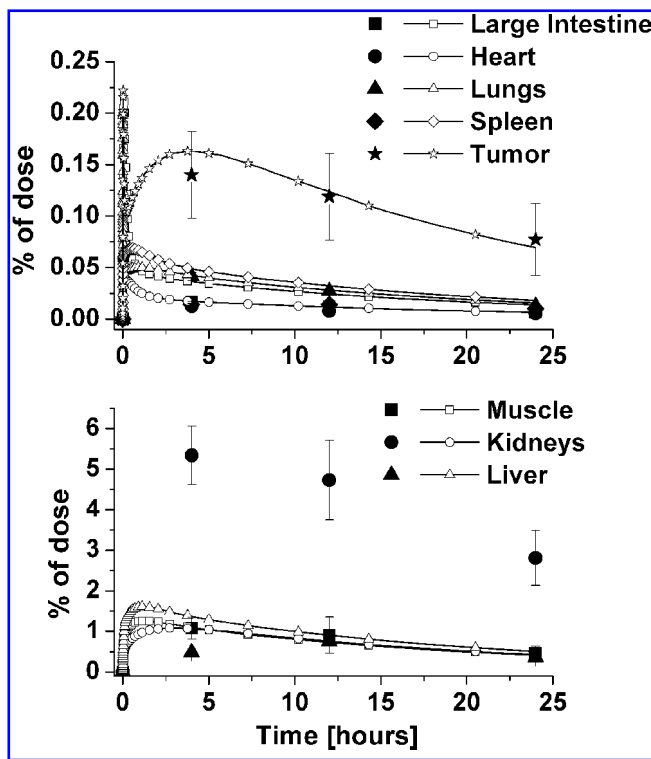 Large Intestine
Heart
Lungs
Spleen
Tumor
0.25
0.20
0.15
0.10
0.05
0.00
% of dose
0 5 10 15 20 25
Muscle
Kidneys
Liver
6
5
4
3
2
1
0
% of dose
0 5 10 15 20 25
Time [hours]